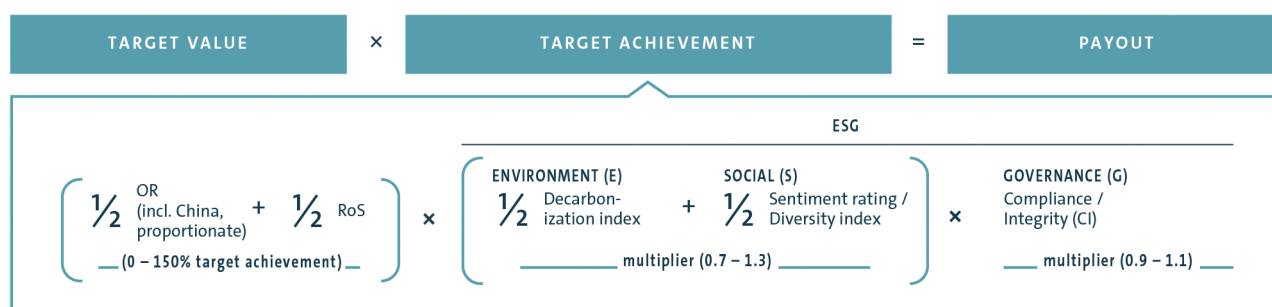 TARGET VALUE × TARGET ACHIEVEMENT = PAYOUT
ESG
ENVIRONMENT (E) SOCIAL (S) GOVERNANCE (G)
½ OR
(incl. China,
proportionate) + ½ RoS × ½ Decarbon-
ization index + ½ Sentiment rating /
Diversity index × Compliance /
Integrity (CI)
(0 – 150% target achievement) multiplier (0.7 – 1.3) multiplier (0.9 – 1.1)